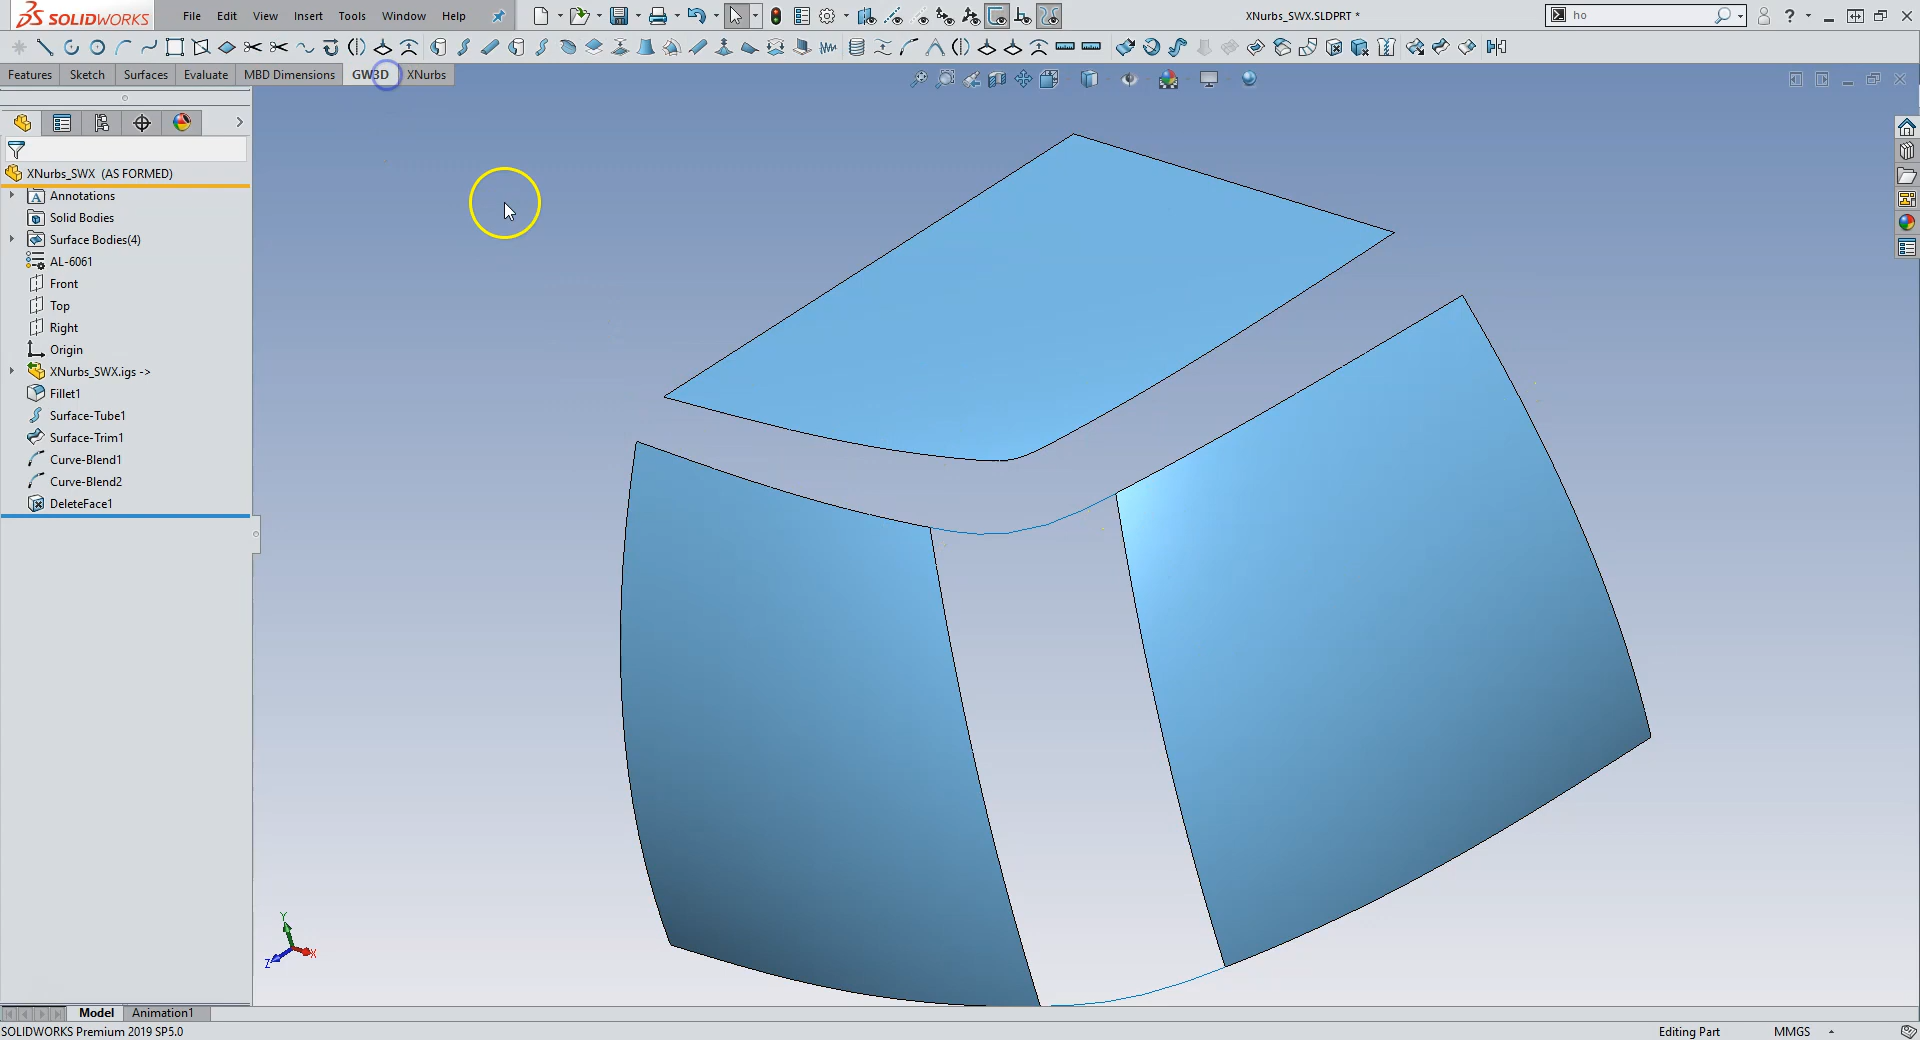 SOLIDWORKS File Edit View Insert Tools Window Help XNurbs_SWX.SLDPRT * ho ?
Features Sketch Surfaces Evaluate MBD Dimensions GW3D XNurbs
XNurbs_SWX (AS FORMED)
A Annotations
Solid Bodies
Surface Bodies(4)
AL-6061
Front
Top
Right
Origin
XNurbs_SWX.igs ->
Fillet1
Surface-Tube1
Surface-Trim1
Curve-Blend1
Curve-Blend2
DeleteFace1
Y
X
Z
Model Animation1
SOLIDWORKS Premium 2019 SP5.0 Editing Part MMGS